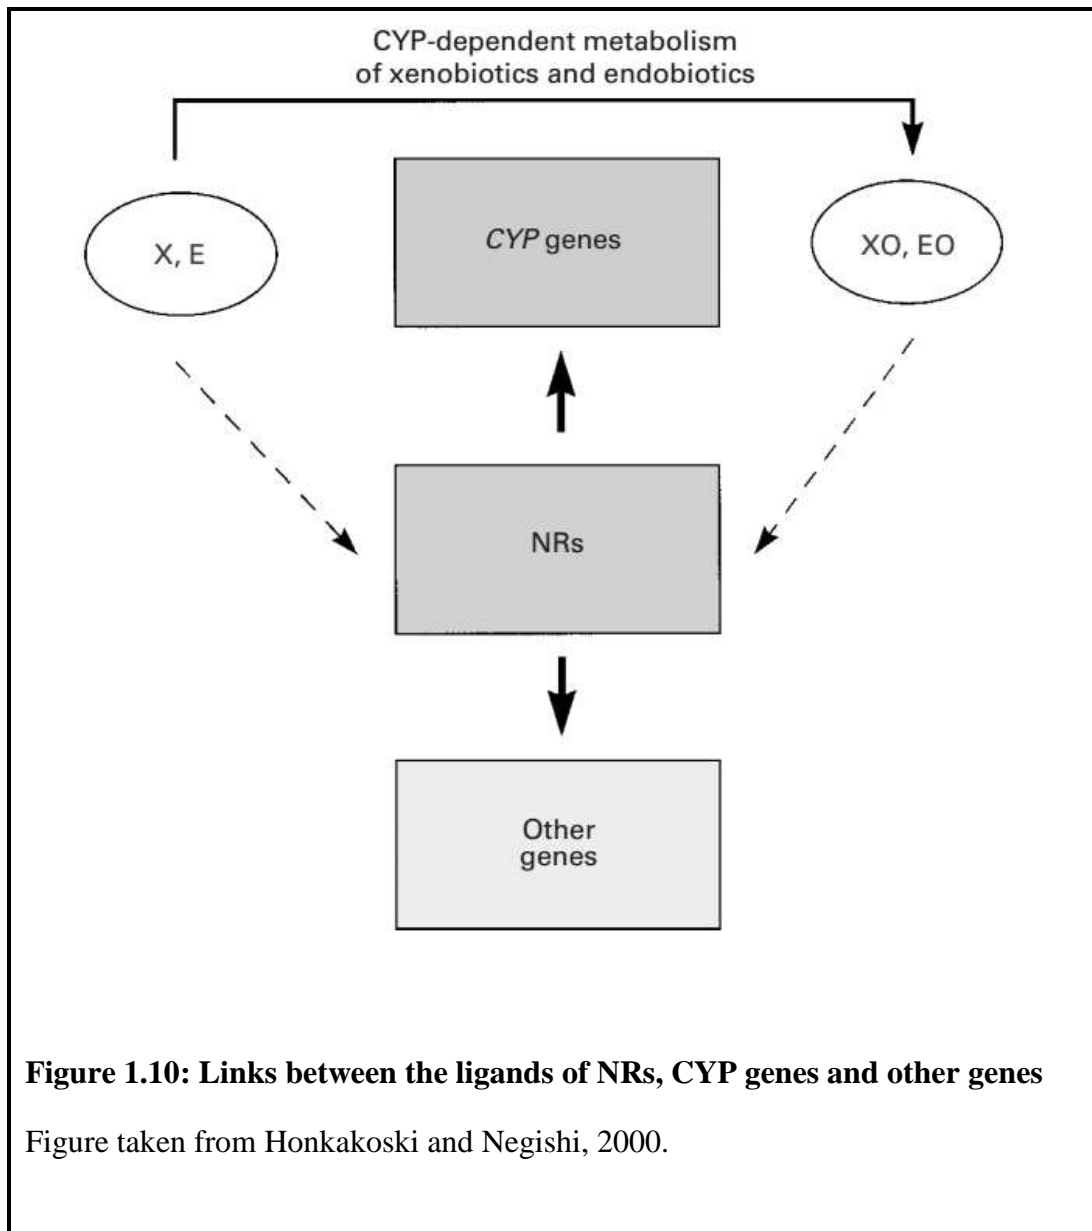 CYP-dependent metabolism
of xenobiotics and endobiotics
X, E
CYP genes
XO, EO
NRs
Other
genes
Figure 1.10: Links between the ligands of NRs, CYP genes and other genes
Figure taken from Honkakoski and Negishi, 2000.